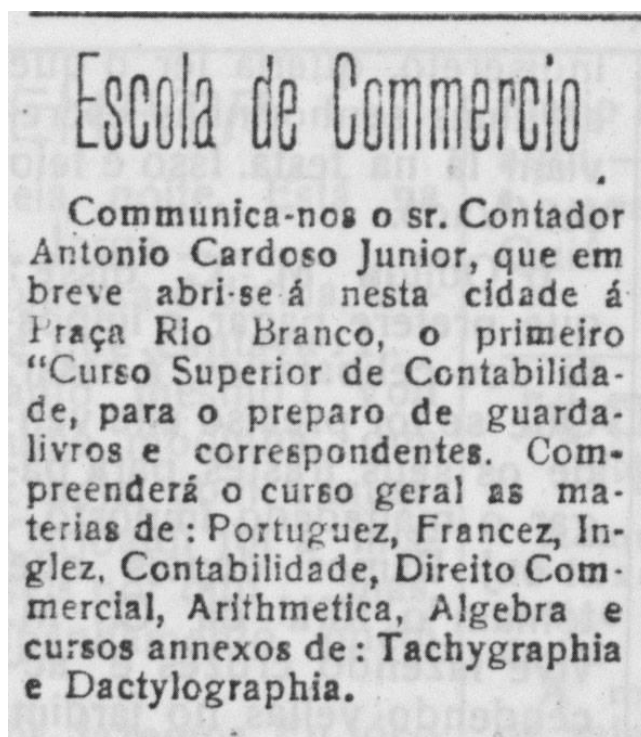 Escola de Commercio
Communica-nos o sr. Contador
Antonio Cardoso Junior, que em
breve abri-se á nesta cidade á
Praça Rio Branco, o primeiro
“Curso Superior de Contabilida-
de, para o preparo de guarda-
livros e correspondentes. Com-
preenderá o curso geral as ma-
terias de : Portuguez, Francez, In-
glez. Contabilidade, Direito Com-
mercial, Arithmetica, Algebra e
cursos annexos de : Tachygraphia
e Dactylographia.